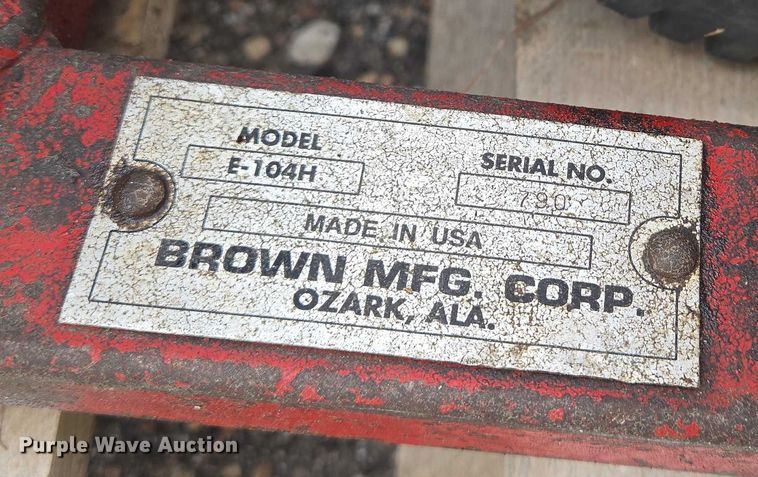 MODEL
E-104H
SERIAL NO.
790
MADE IN USA
BROWN MFG. CORP.
OZARK, ALA.
Purple Wave Auction